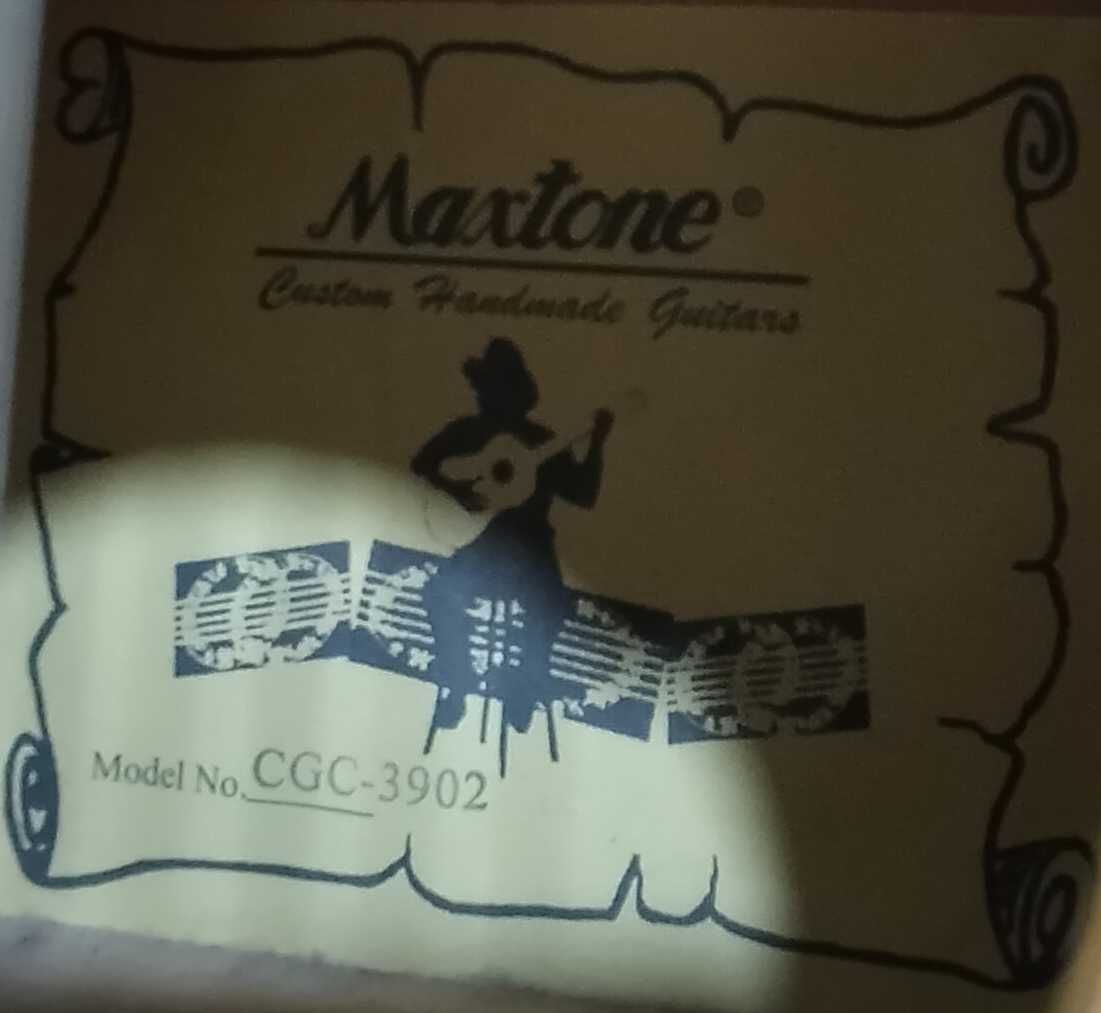 Maxtone®
Custom Handmade Guitars
Model No. CGC-3902